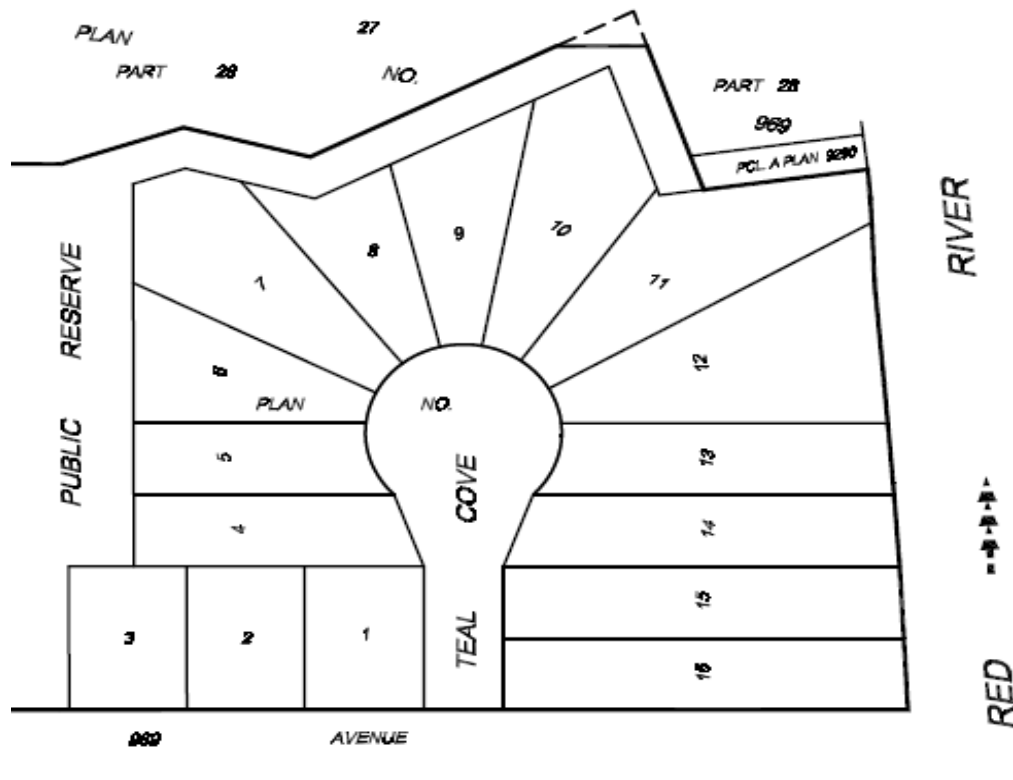 PLAN
27
PART 28
NO.
PART 28
969
PCL. A PLAN 9290
RIVER
RESERVE
PUBLIC
7
8
9
10
11
6
12
PLAN NO.
5
13
COVE
4
14
3
2
1
TEAL
15
16
RED
969 AVENUE